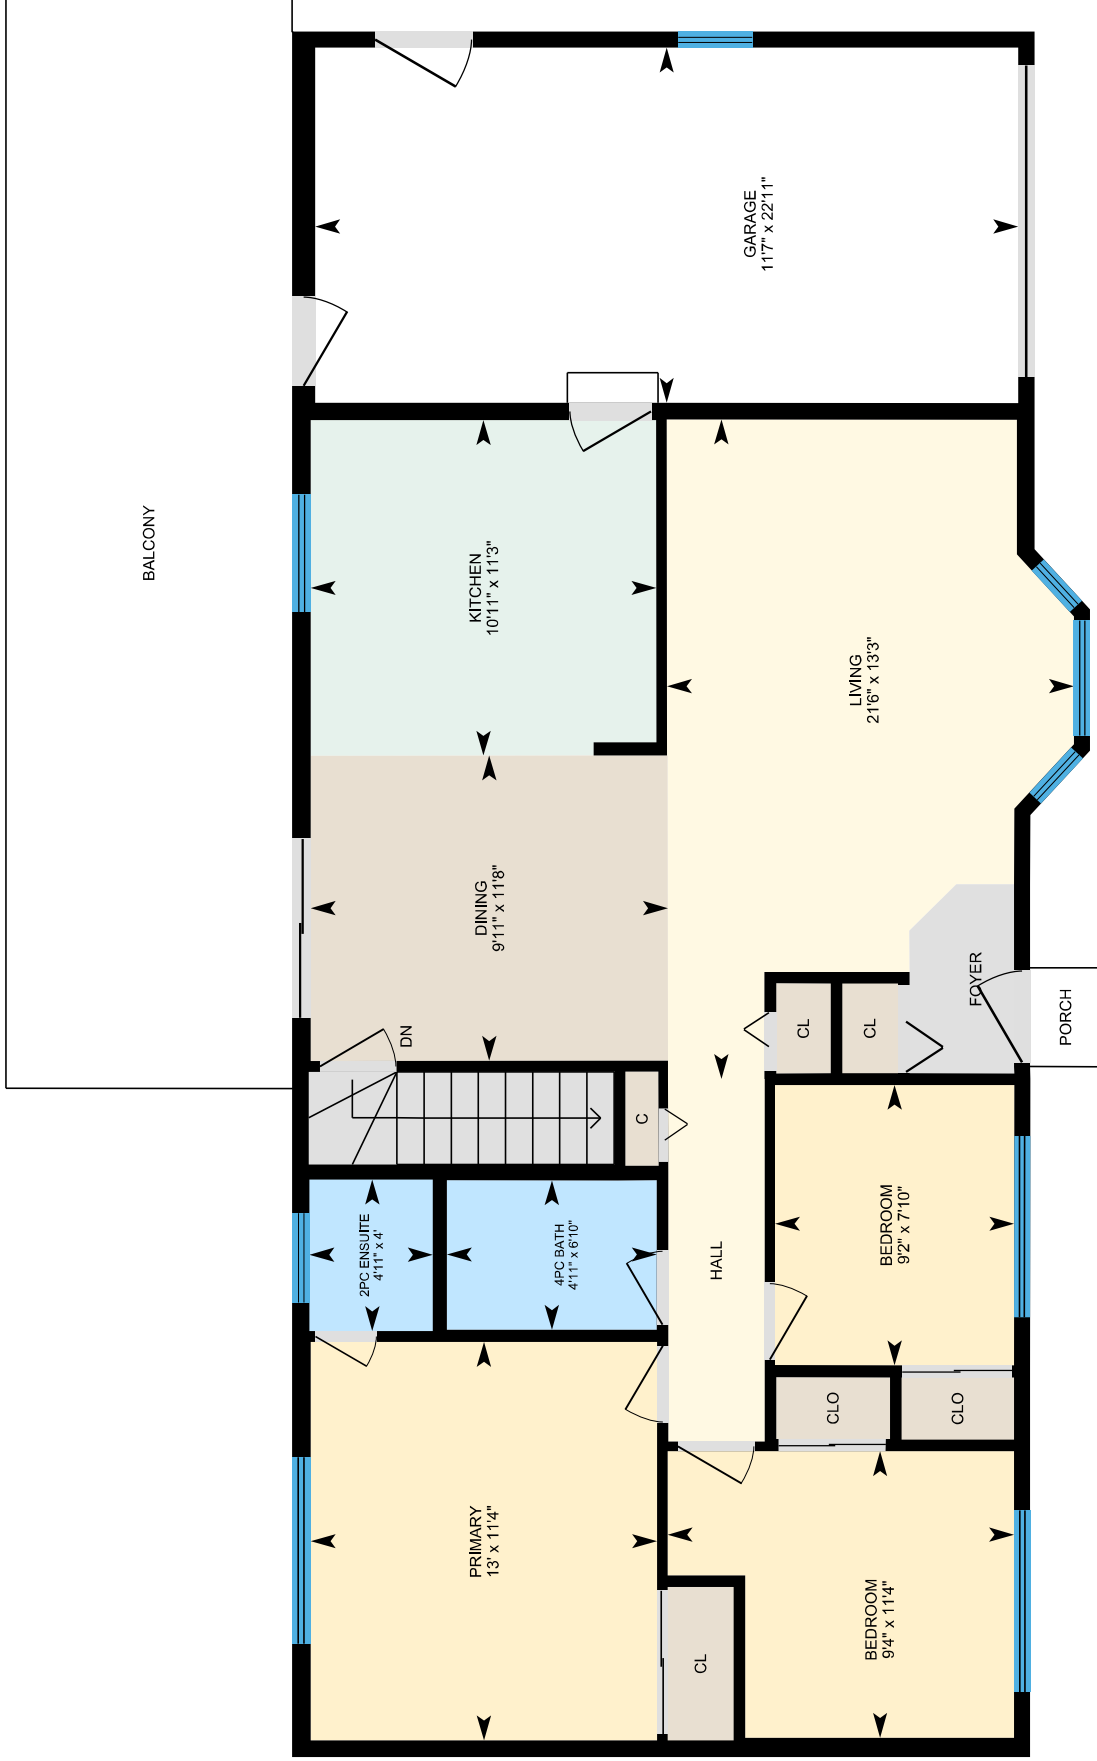 GARAGE
11'7" x 22'11"
BALCONY
KITCHEN
10'11" x 11'3"
LIVING
21'6" x 13'3"
DINING
9'11" x 11'8"
FOYER
PORCH
DN
CL
CL
C
2PC ENSUITE
4'11" x 4'
4PC BATH
4'11" x 6'10"
HALL
BEDROOM
9'2" x 7'10"
CLO
CLO
PRIMARY
13' x 11'4"
CL
BEDROOM
9'4" x 11'4"